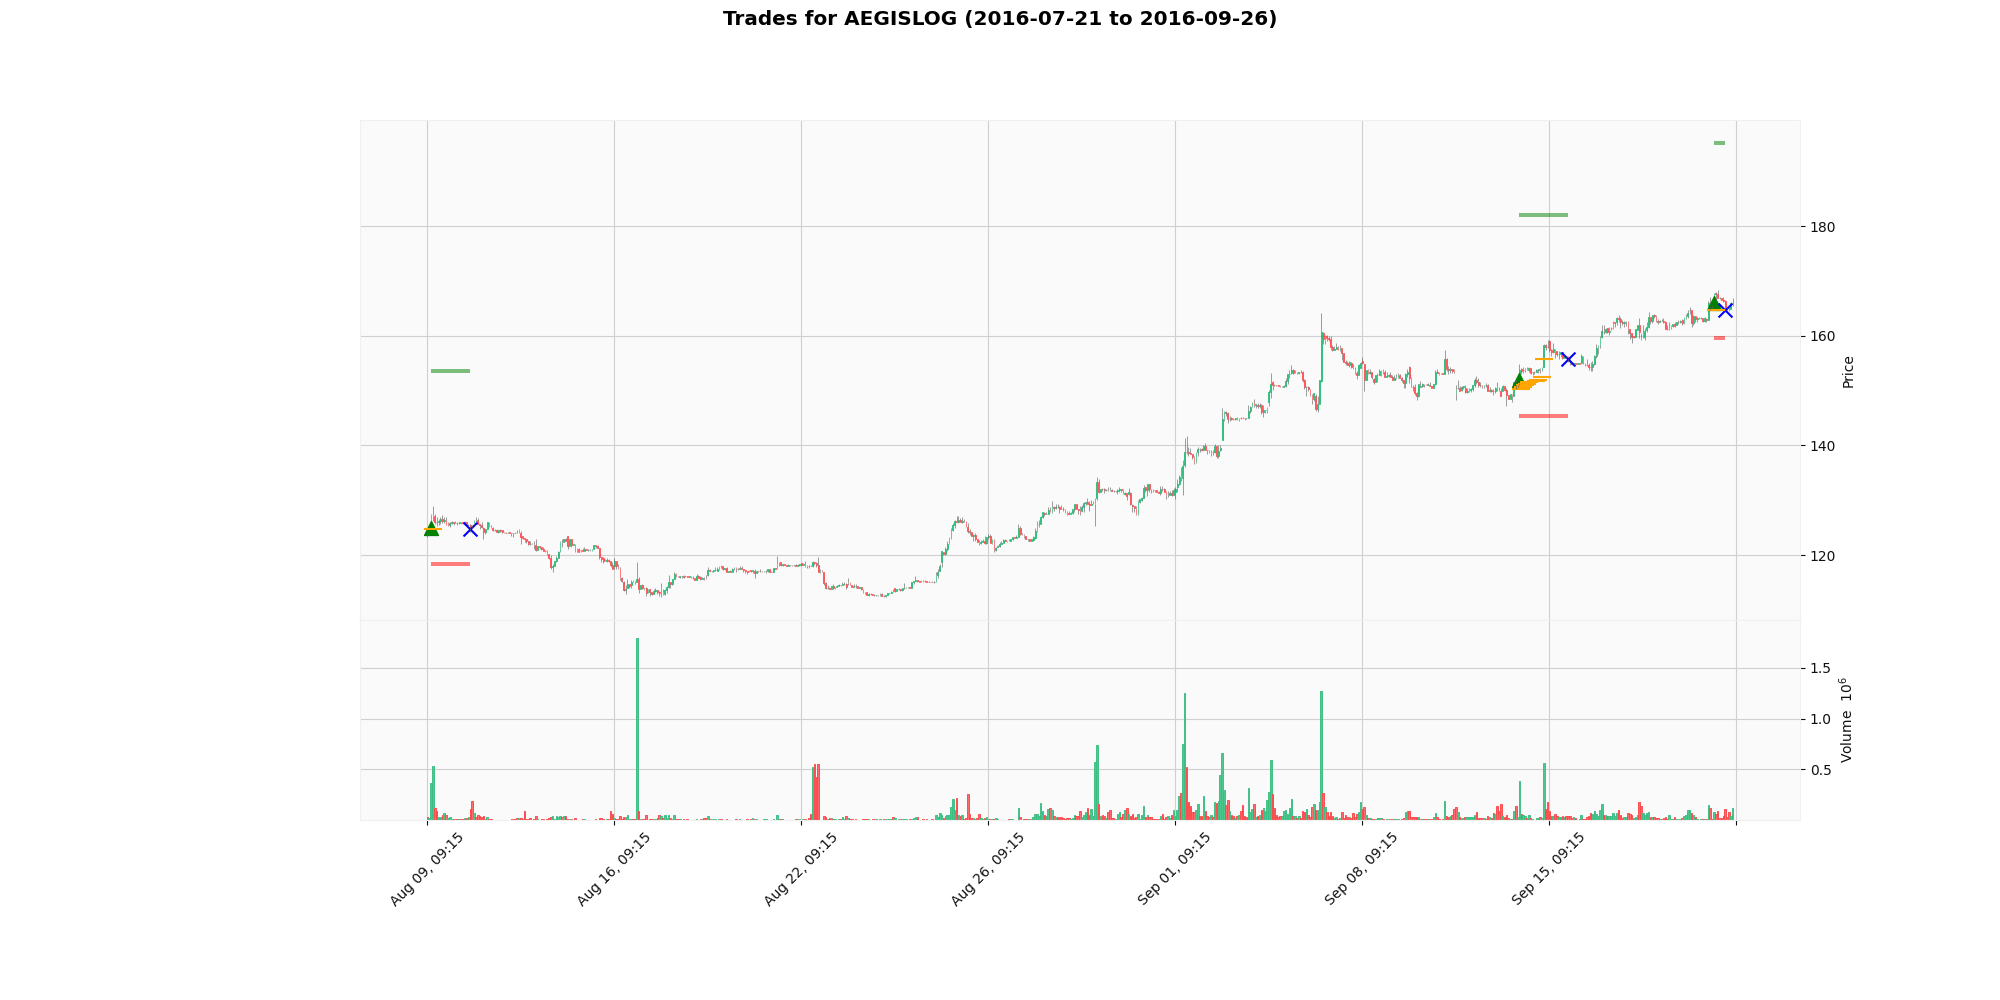 Trades for AEGISLOG (2016-07-21 to 2016-09-26)
180
160
140
120
Price
1.5
1.0
0.5
Volume 10^6
Aug 09, 09:15
Aug 16, 09:15
Aug 22, 09:15
Aug 26, 09:15
Sep 01, 09:15
Sep 08, 09:15
Sep 15, 09:15